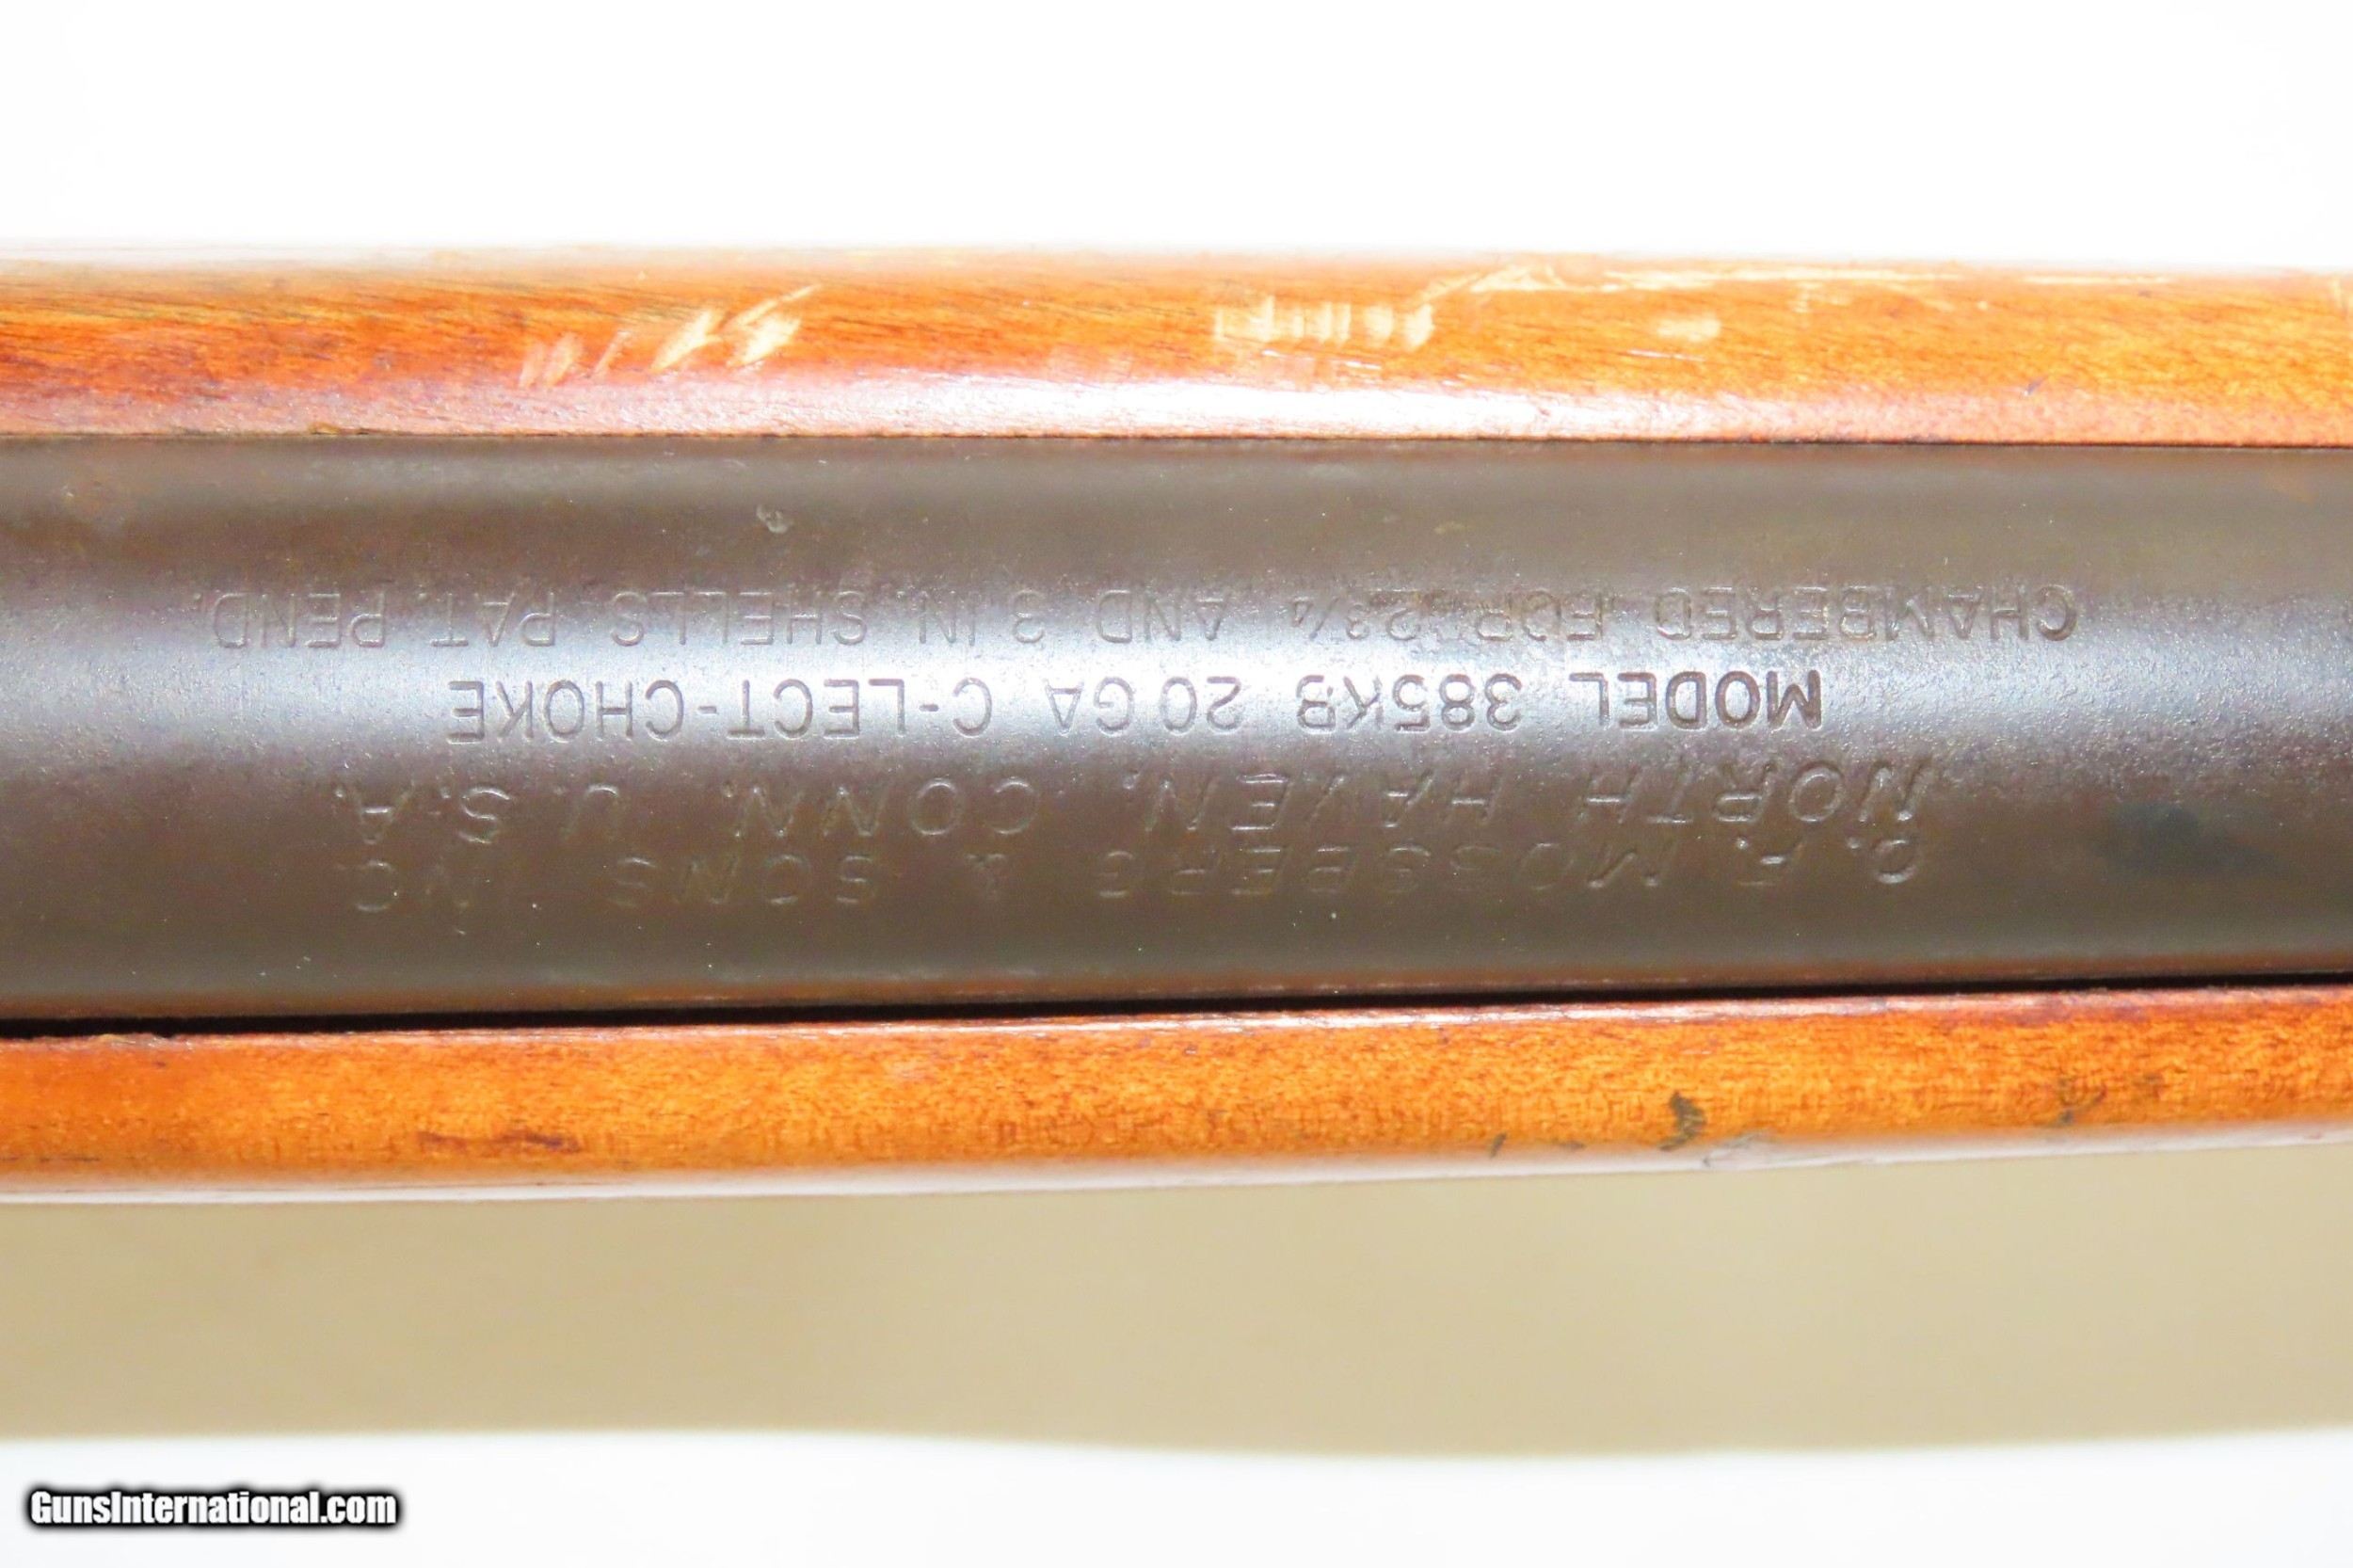 O. F. MOSSBERG & SONS INC.
NORTH HAVEN, CONN. U.S.A.
MODEL 385KB 20 GA C-LECT-CHOKE
CHAMBERED FOR 2 3/4 AND 3 IN. SHELLS PAT. PEND.
GunsInternational.com